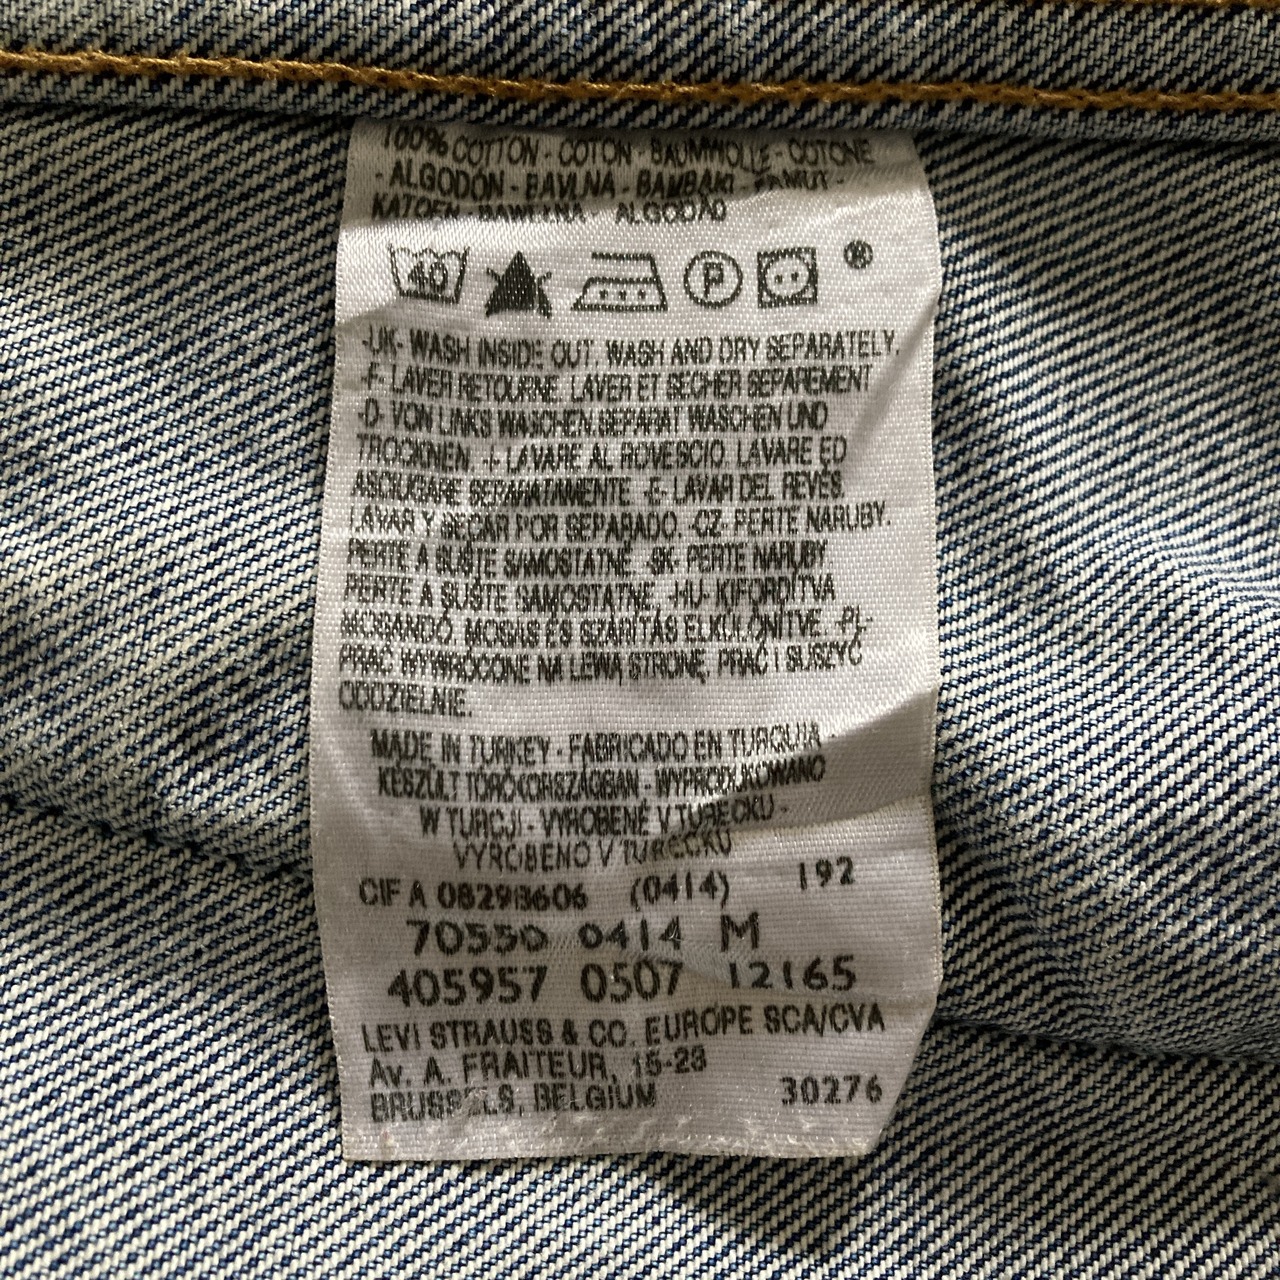 100% COTTON - COTON - BAUMWOLLE - COTONE
- ALGODÓN - BAVLNA - BAMBAKI - PAMUT -
KATOEN - BAWEŁNA - ALGODÃO
40 P ®
-UK- WASH INSIDE OUT. WASH AND DRY SEPARATELY.
-F- LAVER RETOURNE. LAVER ET SECHER SEPAREMENT
-D- VON LINKS WASCHEN. SEPARAT WASCHEN UND
TROCKNEN. -I- LAVARE AL ROVESCIO. LAVARE ED
ASCIUGARE SEPARATAMENTE. -E- LAVAR DEL REVÉS.
LAVAR Y SECAR POR SEPARADO. -CZ- PERTE NARUBY.
PERTE A SUŠTE SAMOSTATNĚ. -SK- PERTE NARUBY
PERTE A SUŠTE SAMOSTATNE. -HU- KIFORDÍTVA
MOSANDÓ. MOSÁS ÉS SZÁRÍTÁS ELKÜLÖNÍTVE. -PL-
PRAĆ WYWRÓCONE NA LEWĄ STRONĘ, PRAĆ I SUSZYĆ
ODDZIELNIE.
MADE IN TURKEY - FABRICADO EN TURQUIA -
KÉSZÜLT TÖRÖKORSZÁGBAN - WYPRODUKOWANO
W TURCJI - VYROBENÉ V TURECKU -
VYROBENO V TURECKU
CIF A 0829B606 (0414) 192
70550 0414 M
405957 0507 12165
LEVI STRAUSS & CO. EUROPE SCA/CVA
Av. A. FRAITEUR, 15-23
BRUSSELS, BELGIUM 30276